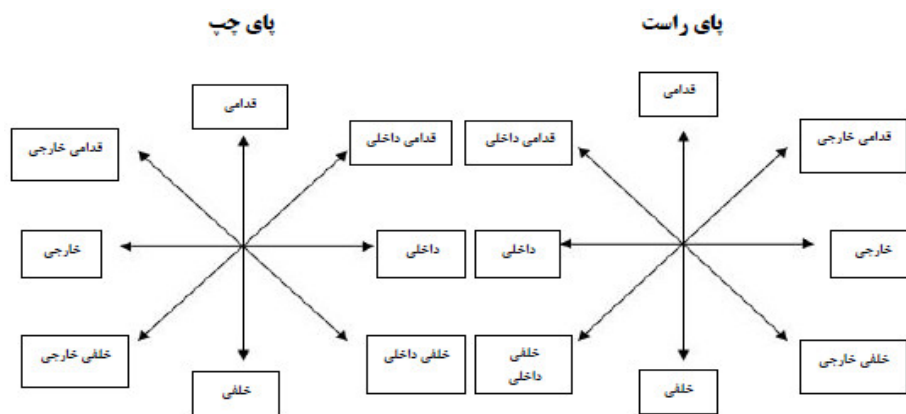 پای راست
پای چپ
قدامی
قدامی خارجی
قدامی داخلی
خارجی
داخلی
خلفی خارجی
خلفی
داخلی
خلفی
قدامی
قدامی داخلی
قدامی خارجی
داخلی
خارجی
خلفی داخلی
خلفی خارجی
خلفی